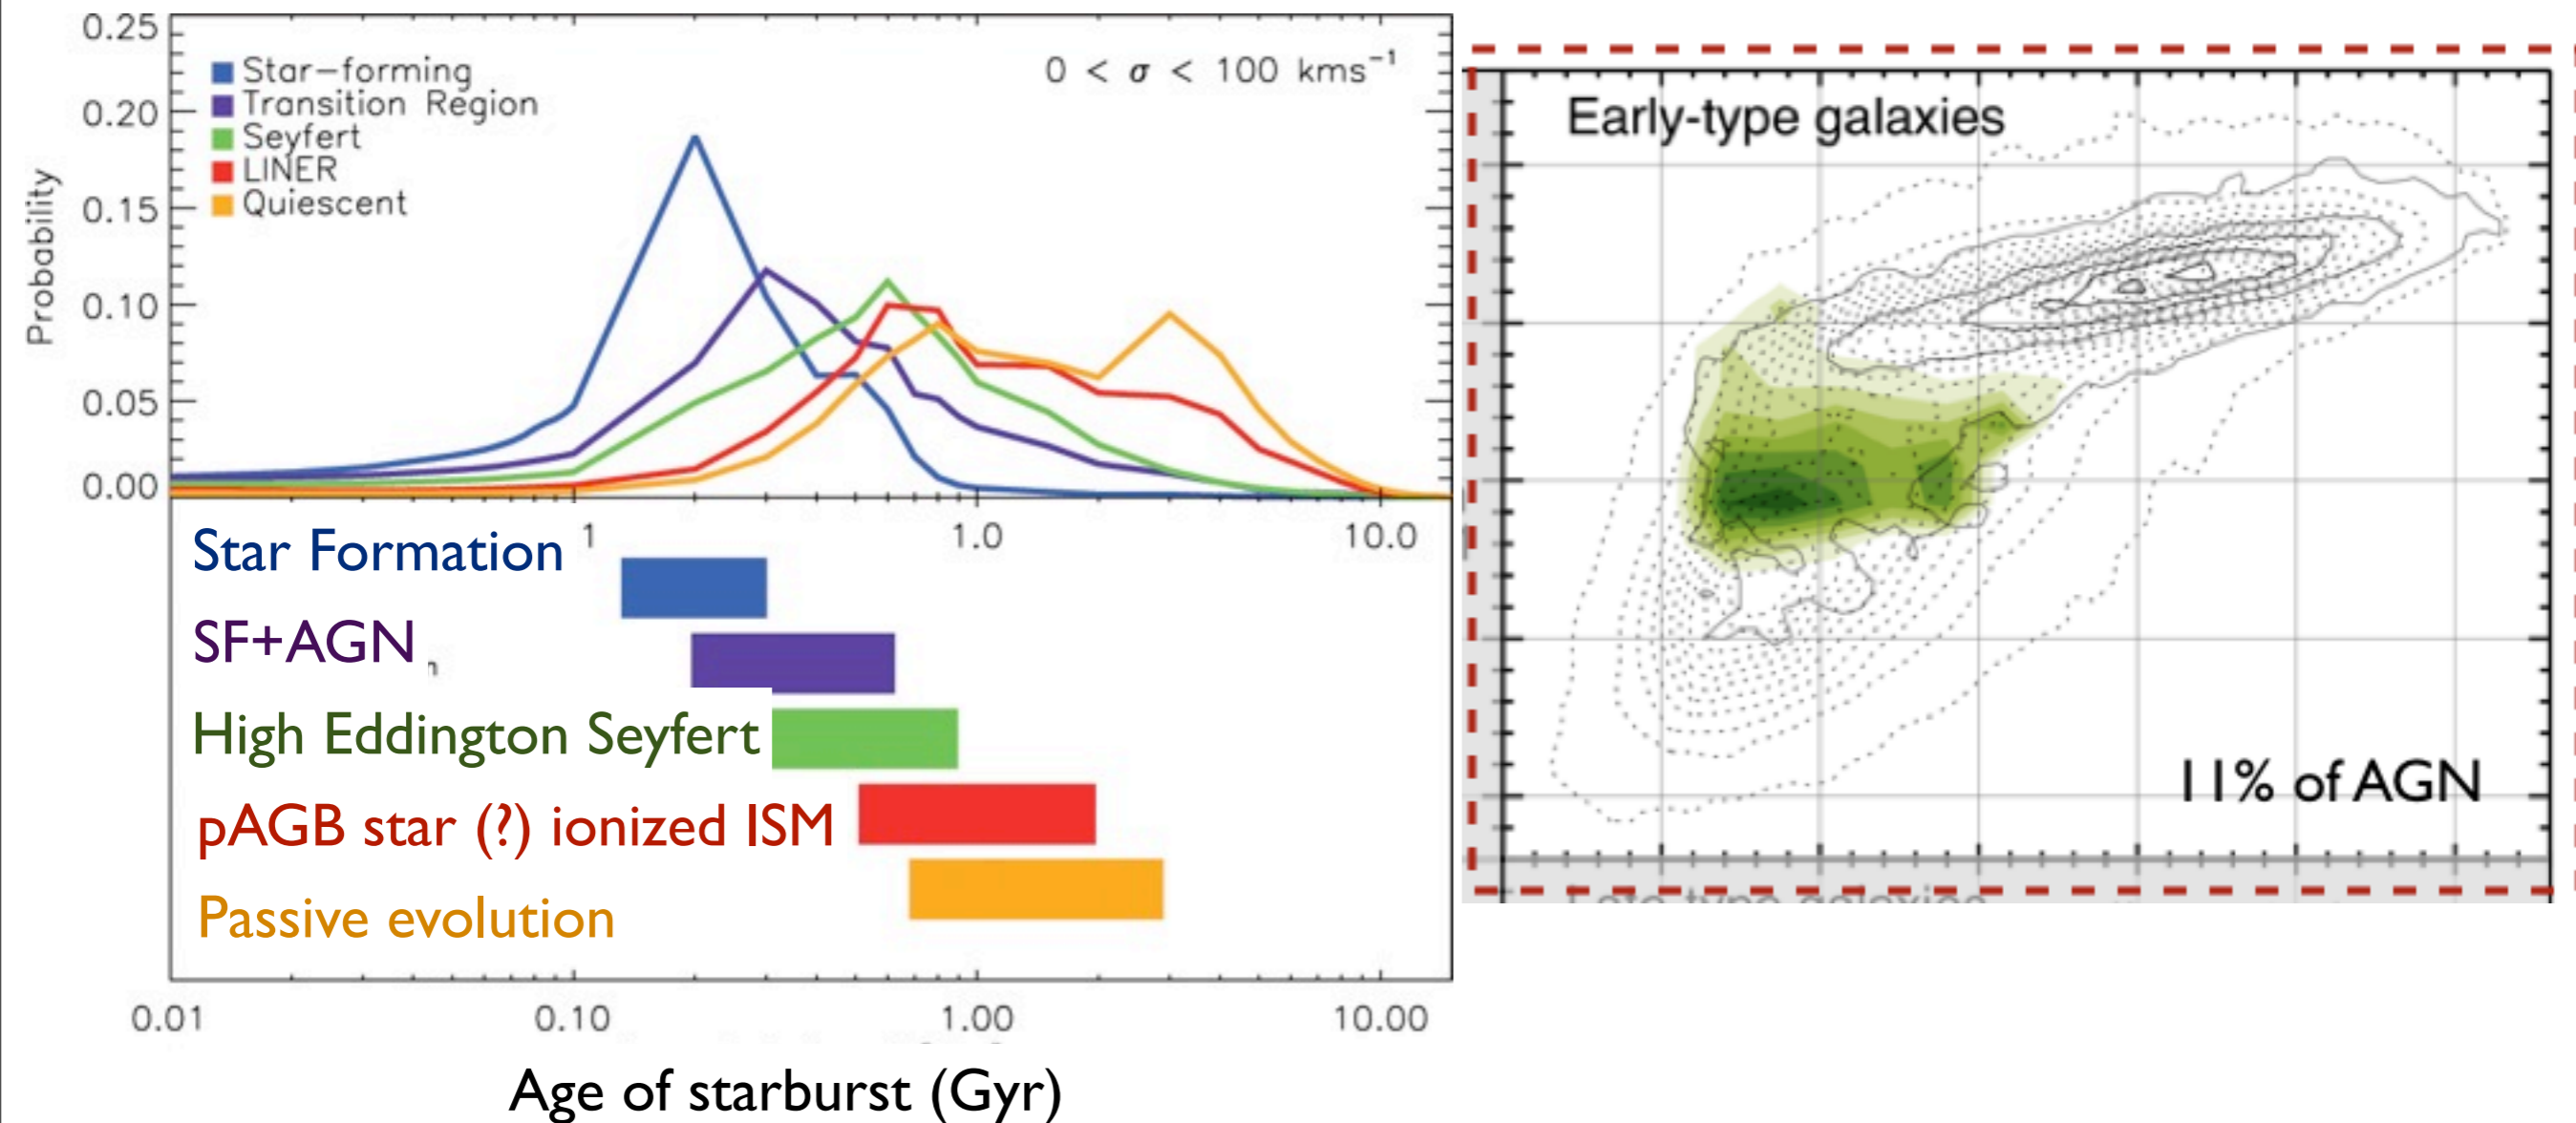 0.25
0.20
0.15
0.10
0.05
0.00
Probability
Star-forming
Transition Region
Seyfert
LINER
Quiescent
0 < σ < 100 kms⁻¹
1
1.0
10.0
Star Formation
SF+AGN
n
High Eddington Seyfert
pAGB star (?) ionized ISM
Passive evolution
0.01
0.10
1.00
10.00
Age of starburst (Gyr)
Early-type galaxies
11% of AGN